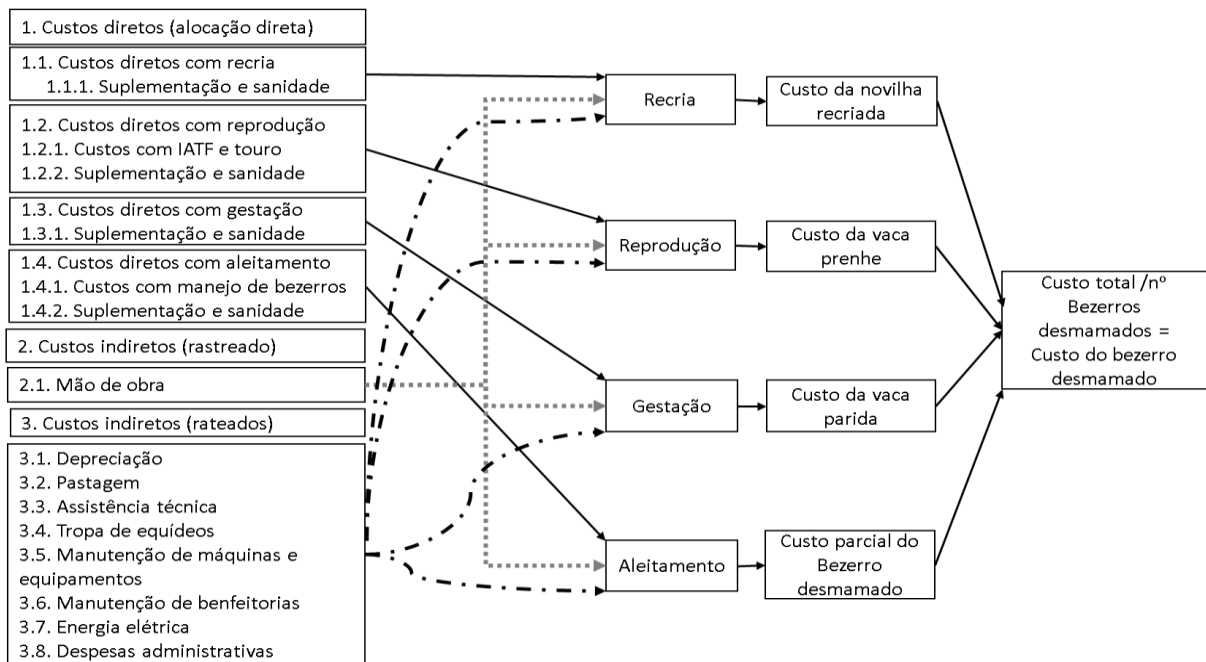 1. Custos diretos (alocação direta)
1.1. Custos diretos com recria
1.1.1. Suplementação e sanidade
1.2. Custos diretos com reprodução
1.2.1. Custos com IATF e touro
1.2.2. Suplementação e sanidade
1.3. Custos diretos com gestação
1.3.1. Suplementação e sanidade
1.4. Custos diretos com aleitamento
1.4.1. Custos com manejo de bezerros
1.4.2. Suplementação e sanidade
2. Custos indiretos (rastreado)
2.1. Mão de obra
3. Custos indiretos (rateados)
3.1. Depreciação
3.2. Pastagem
3.3. Assistência técnica
3.4. Tropa de equídeos
3.5. Manutenção de máquinas e
equipamentos
3.6. Manutenção de benfeitorias
3.7. Energia elétrica
3.8. Despesas administrativas
Recria
Reprodução
Gestação
Aleitamento
Custo da novilha
recriada
Custo da vaca
prenhe
Custo da vaca
parida
Custo parcial do
Bezerro
desmamado
Custo total /nº
Bezerros
desmamados =
Custo do bezerro
desmamado